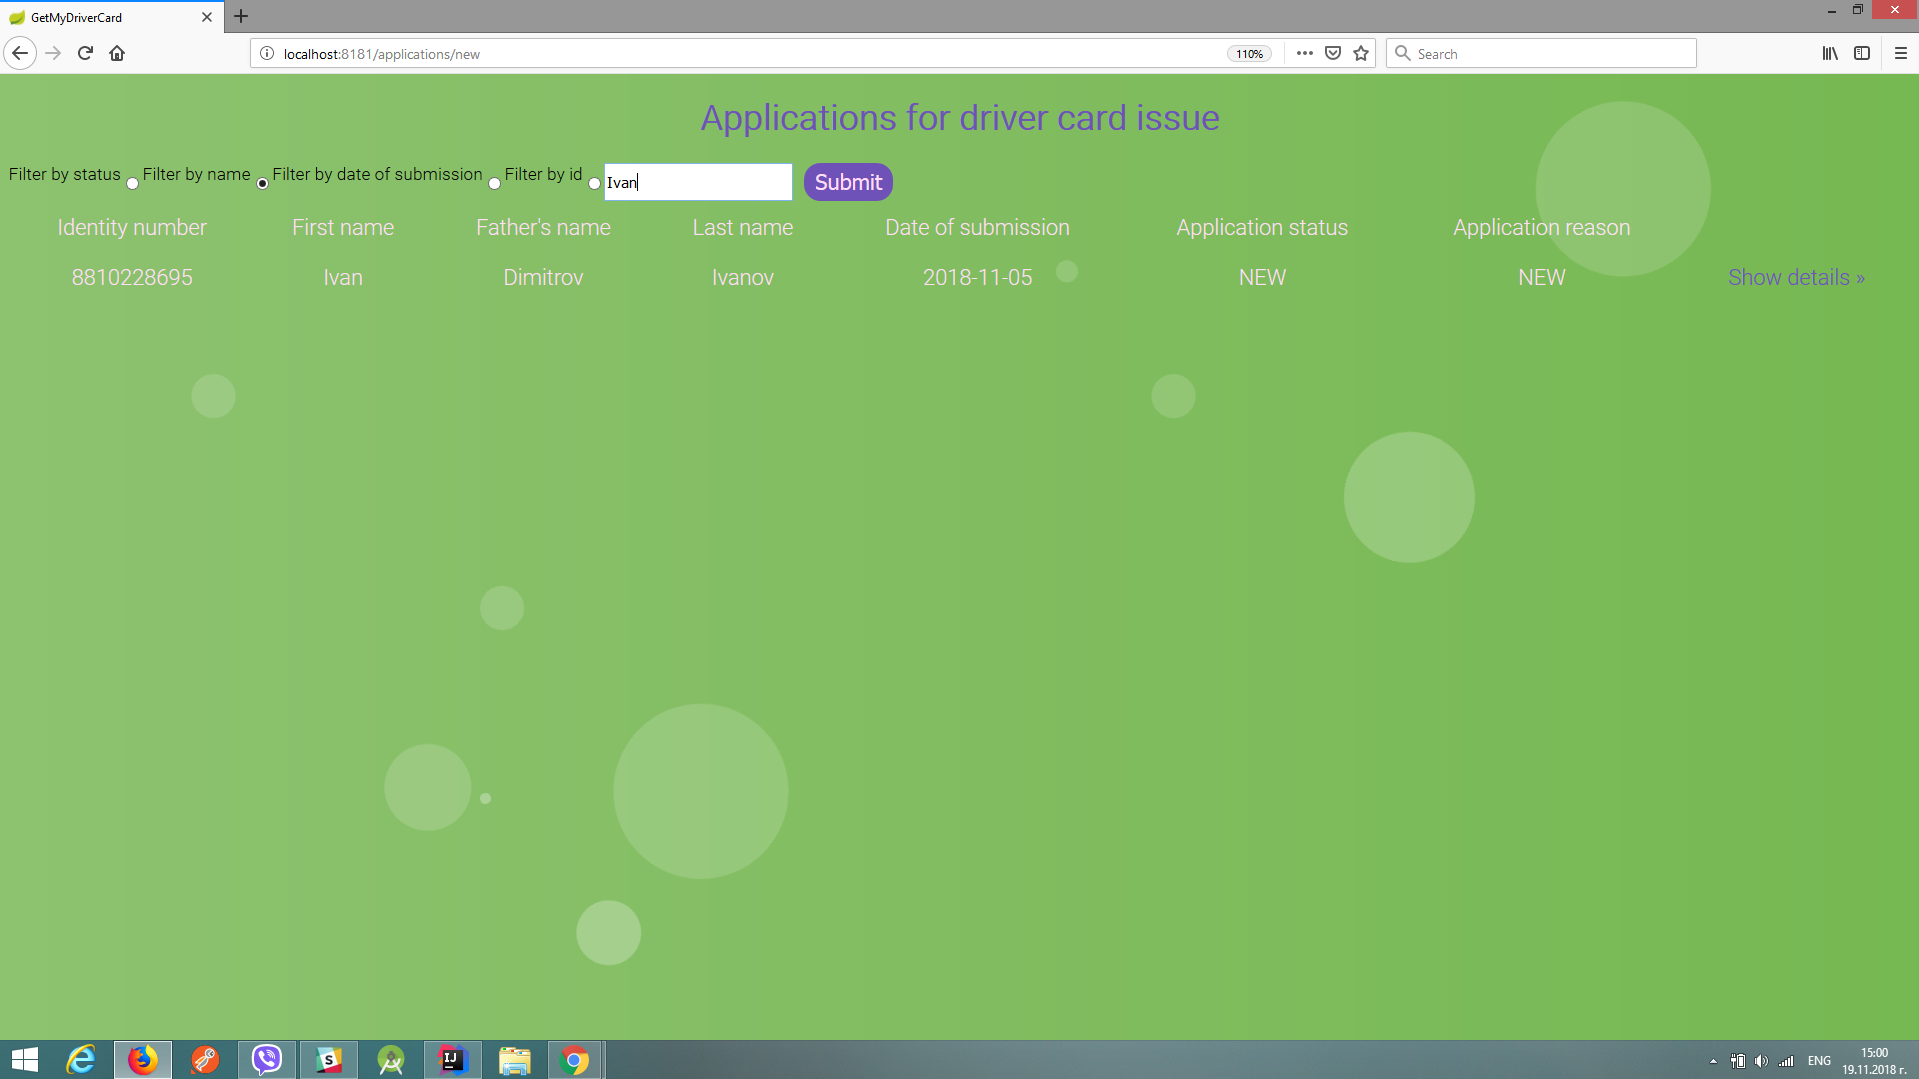 GetMyDriverCard
localhost:8181/applications/new
110%
Search
Applications for driver card issue
Filter by status Filter by name Filter by date of submission Filter by id Ivan Submit
Identity number First name Father's name Last name Date of submission Application status Application reason
8810228695 Ivan Dimitrov Ivanov 2018-11-05 NEW NEW Show details »
ENG
15:00
19.11.2018 г.